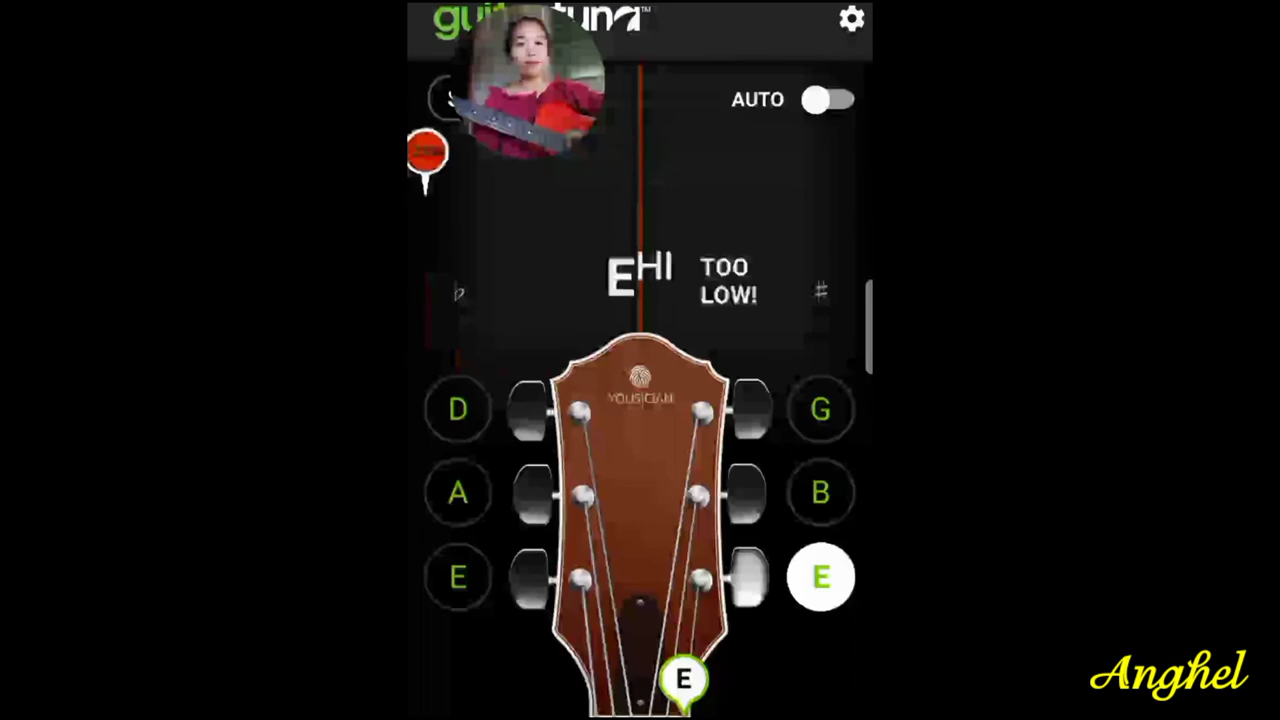 AUTO
E HI TOO
LOW!
♭ ♯
YOUSICIAN
D G
A B
E E
E
Anghel